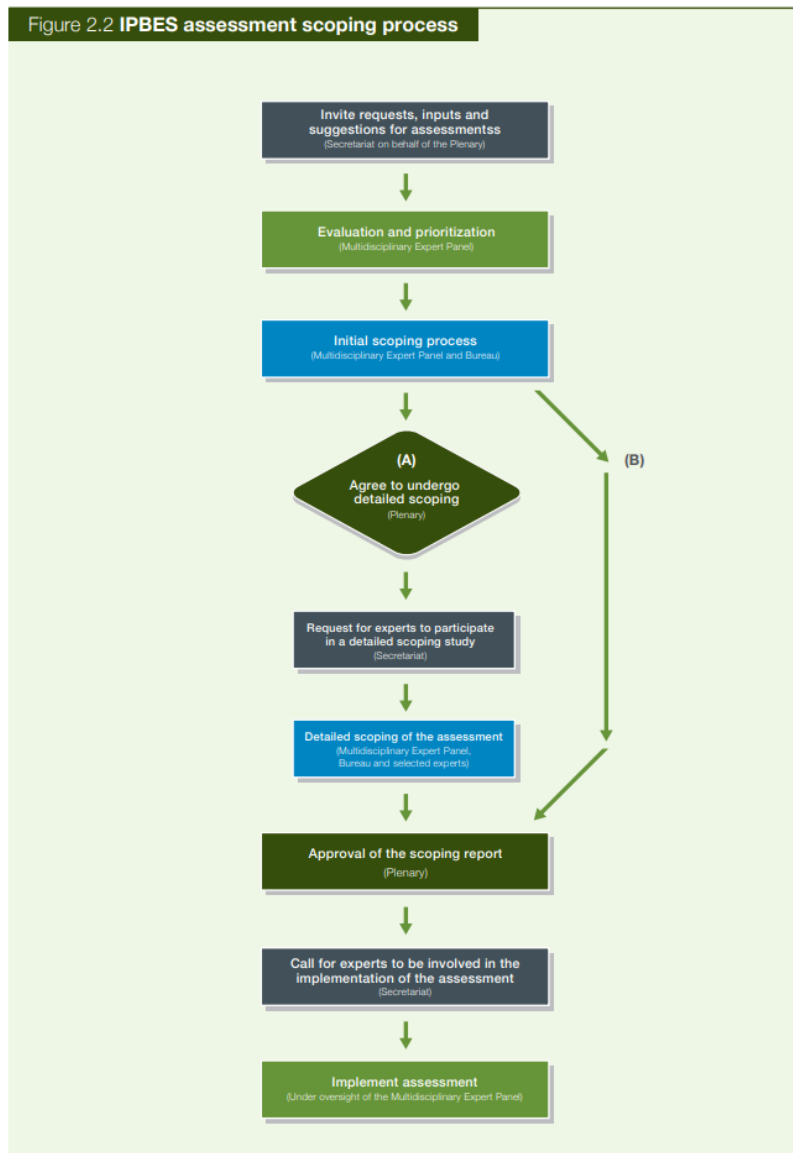 Figure 2.2 IPBES assessment scoping process
Invite requests, inputs and
suggestions for assessmentss
(Secretariat on behalf of the Plenary)
Evaluation and prioritization
(Multidisciplinary Expert Panel)
Initial scoping process
(Multidisciplinary Expert Panel and Bureau)
(A)
Agree to undergo
detailed scoping
(Plenary)
(B)
Request for experts to participate
in a detailed scoping study
(Secretariat)
Detailed scoping of the assessment
(Multidisciplinary Expert Panel,
Bureau and selected experts)
Approval of the scoping report
(Plenary)
Call for experts to be involved in the
implementation of the assessment
(Secretariat)
Implement assessment
(Under oversight of the Multidisciplinary Expert Panel)